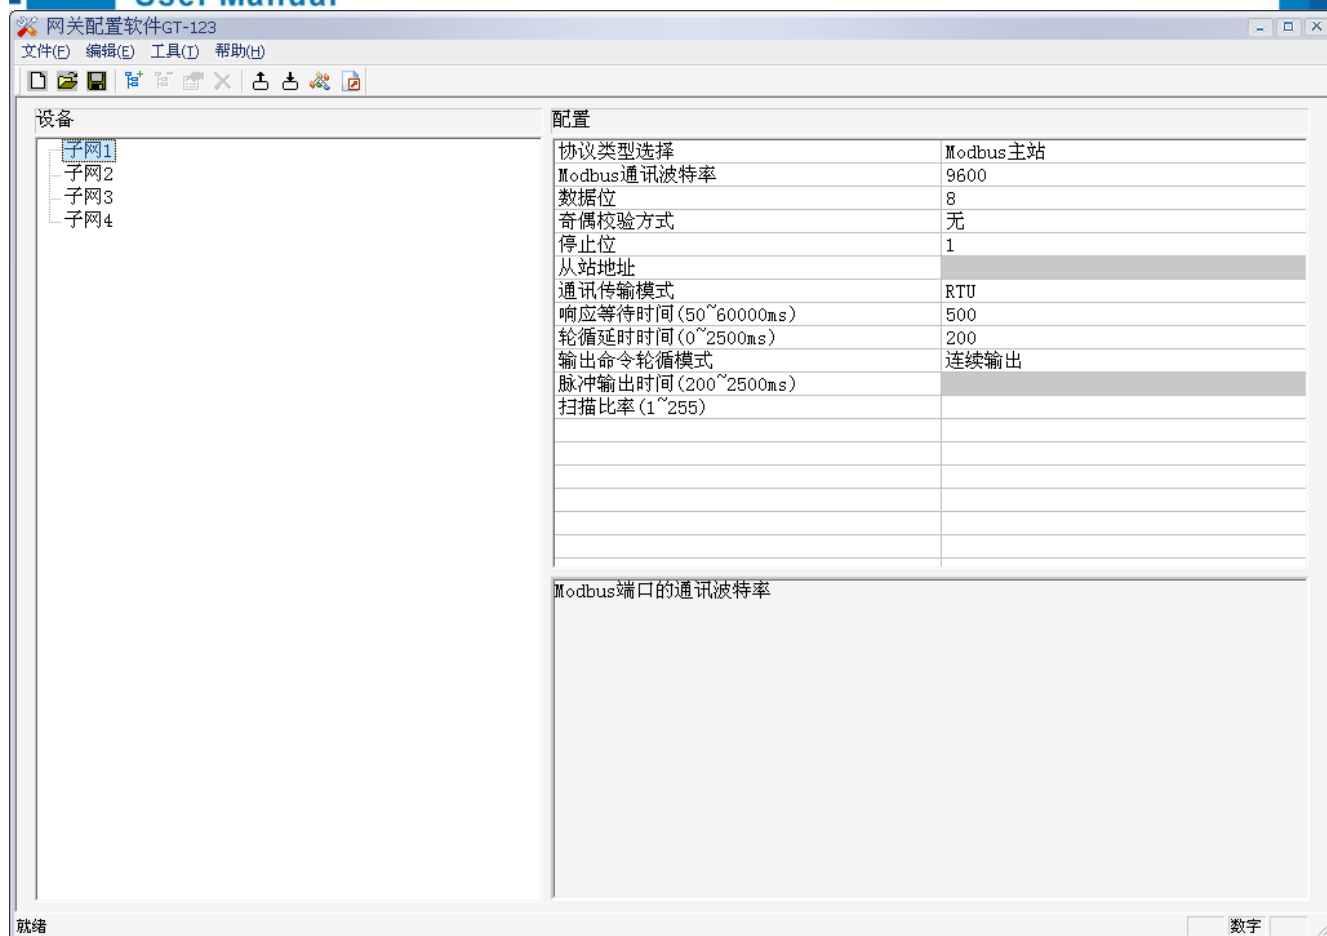 User Manual
网关配置软件GT-123
文件(F) 编辑(E) 工具(T) 帮助(H)
设备
子网1
子网2
子网3
子网4
配置
协议类型选择 Modbus主站
Modbus通讯波特率 9600
数据位 8
奇偶校验方式 无
停止位 1
从站地址
通讯传输模式 RTU
响应等待时间(50~60000ms) 500
轮循延时时间(0~2500ms) 200
输出命令轮循模式 连续输出
脉冲输出时间(200~2500ms)
扫描比率(1~255)
Modbus端口的通讯波特率
就绪 数字